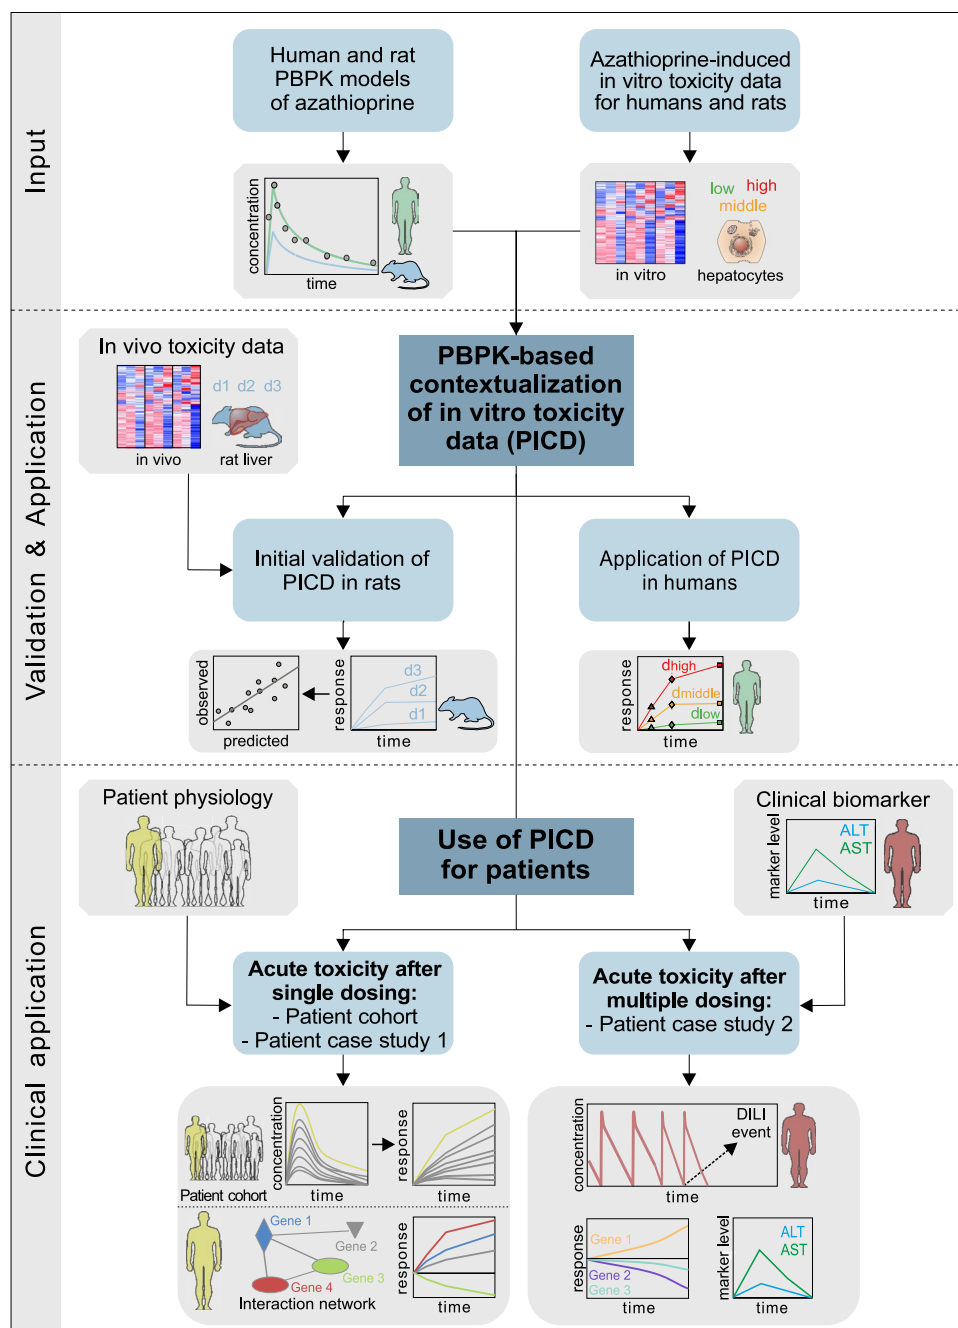 Input
Human and rat
PBPK models
of azathioprine
Azathioprine-induced
in vitro toxicity data
for humans and rats
concentration
time
low
high
middle
in vitro
hepatocytes
Validation & Application
In vivo toxicity data
d1 d2 d3
in vivo
rat liver
PBPK-based
contextualization
of in vitro toxicity
data (PICD)
Initial validation of
PICD in rats
Application of PICD
in humans
observed
predicted
response
d3
d2
d1
time
response
dhigh
dmiddle
dlow
time
Clinical application
Patient physiology
Use of PICD
for patients
Clinical biomarker
marker level
ALT
AST
time
Acute toxicity after
single dosing:
- Patient cohort
- Patient case study 1
Acute toxicity after
multiple dosing:
- Patient case study 2
Patient cohort
concentration
time
response
time
Gene 1
Gene 2
Gene 3
Gene 4
Interaction network
response
time
concentration
DILI
event
time
response
Gene 1
Gene 2
Gene 3
time
marker level
ALT
AST
time